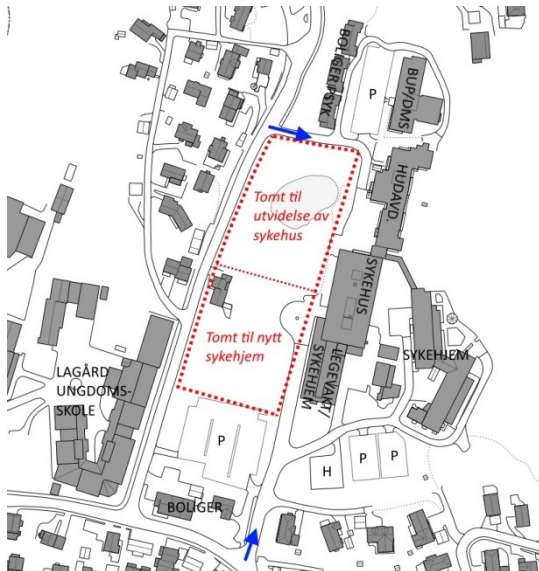 BOLIGER PSYK
P
BUP/DMS
HUDAVD.
Tomt til
utvidelse av
sykehus
SYKEHUS
Tomt til nytt
sykehjem
LEGEVAKT/
SYKEHJEM
SYKEHJEM
LAGÅRD
UNGDOMS-
SKOLE
P
H
P
P
BOLIGER